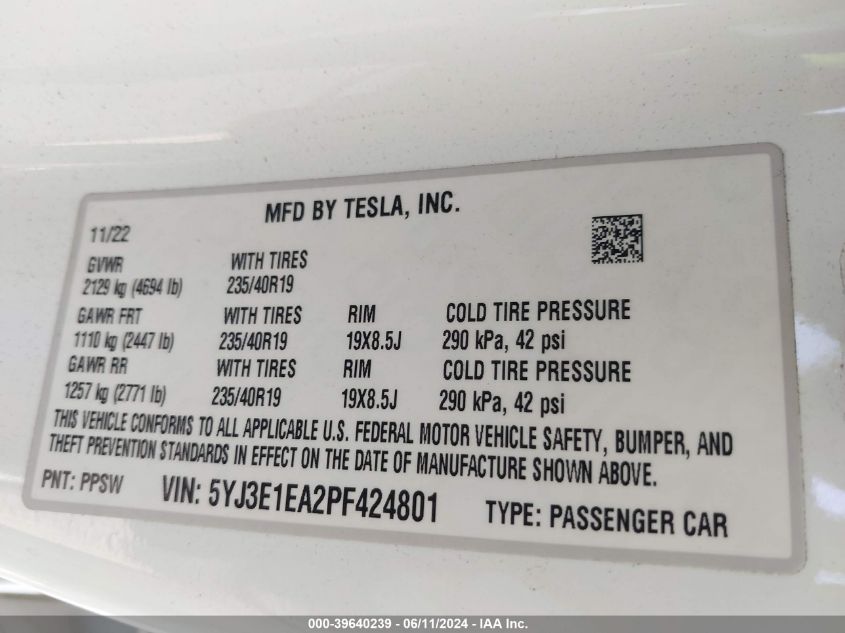 MFD BY TESLA, INC.
11/22
GVWR WITH TIRES
2129 kg (4694 lb) 235/40R19
GAWR FRT WITH TIRES RIM COLD TIRE PRESSURE
1110 kg (2447 lb) 235/40R19 19X8.5J 290 kPa, 42 psi
GAWR RR WITH TIRES RIM COLD TIRE PRESSURE
1257 kg (2771 lb) 235/40R19 19X8.5J 290 kPa, 42 psi
THIS VEHICLE CONFORMS TO ALL APPLICABLE U.S. FEDERAL MOTOR VEHICLE SAFETY, BUMPER, AND
THEFT PREVENTION STANDARDS IN EFFECT ON THE DATE OF MANUFACTURE SHOWN ABOVE.
PNT: PPSW VIN: 5YJ3E1EA2PF424801 TYPE: PASSENGER CAR
000-39640239 - 06/11/2024 - IAA Inc.